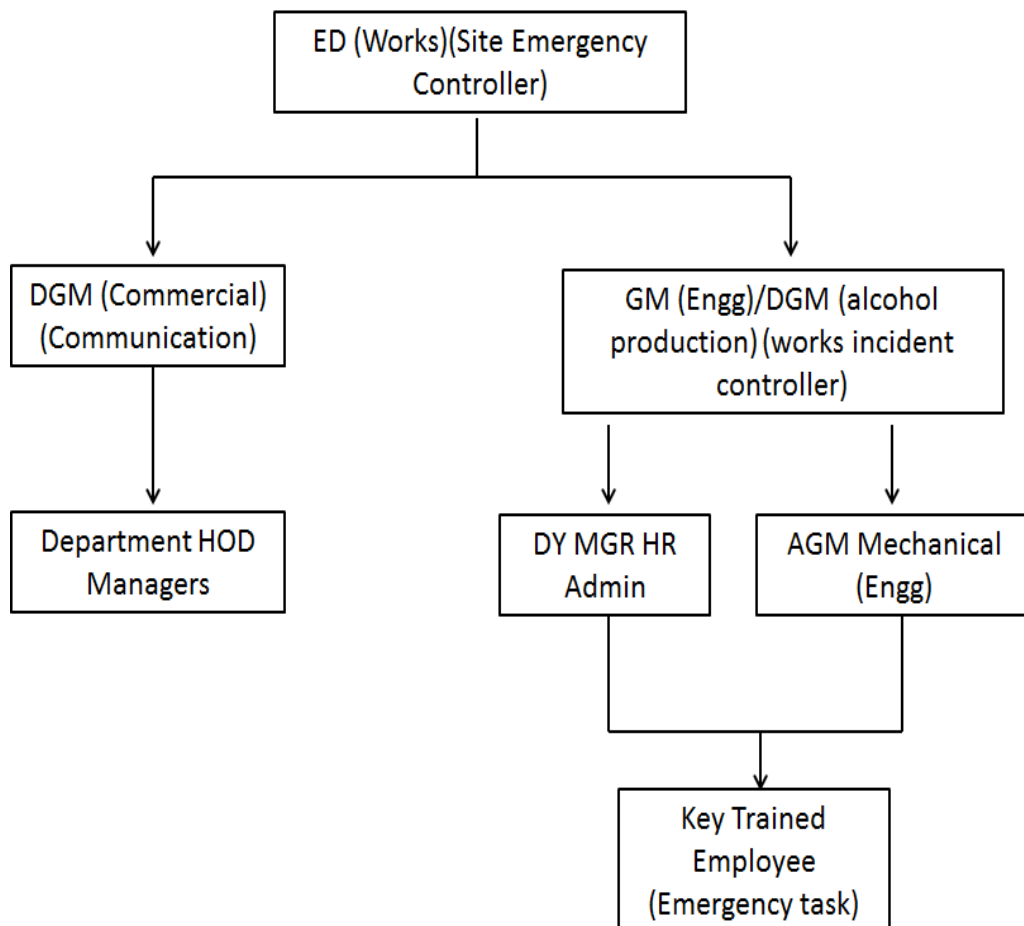 ED (Works)(Site Emergency
Controller)
DGM (Commercial)
(Communication)
GM (Engg)/DGM (alcohol
production) (works incident
controller)
Department HOD
Managers
DY MGR HR
Admin
AGM Mechanical
(Engg)
Key Trained
Employee
(Emergency task)